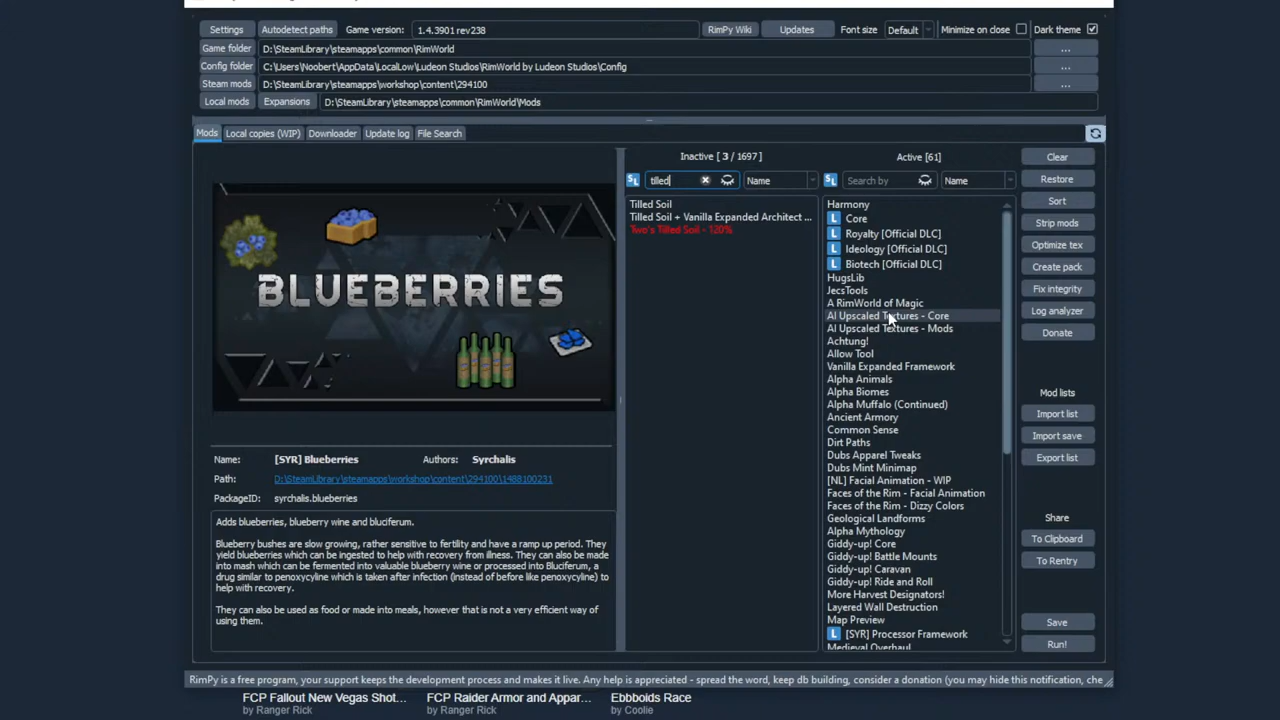 Settings
Autodetect paths
Game version:
1.4.3901 rev238
RimPy Wiki
Updates
Font size
Default
Minimize on close
Dark theme
Game folder
D:\SteamLibrary\steamapps\common\RimWorld
...
Config folder
C:\Users\Noobert\AppData\LocalLow\Ludeon Studios\RimWorld by Ludeon Studios\Config
...
Steam mods
D:\SteamLibrary\steamapps\workshop\content\294100
...
Local mods
Expansions
D:\SteamLibrary\steamapps\common\RimWorld\Mods
Mods
Local copies (WIP)
Downloader
Update log
File Search
BLUEBERRIES
Name:
[SYR] Blueberries
Authors:
Syrchalis
Path:
D:\SteamLibrary\steamapps\workshop\content\294100\1488100231
PackageID:
syrchalis.blueberries
Adds blueberries, blueberry wine and bluciferum.
Blueberry bushes are slow growing, rather sensitive to fertility and have a ramp up period. They
yield blueberries which can be ingested to help with recovery from illness. They can also be made
into mash which can be fermented into valuable blueberry wine or processed into Bluciferum, a
drug similar to penoxycyline which is taken after infection (instead of before like penoxycyline) to
help with recovery.
They can also be used as food or made into meals, however that is not a very efficient way of
using them.
Inactive [ 3 / 1697 ]
SL
tilled
Name
Tilled Soil
Tilled Soil + Vanilla Expanded Architect ...
Two's Tilled Soil - 120%
Active [61]
SL
Search by
Name
Harmony
L Core
L Royalty [Official DLC]
L Ideology [Official DLC]
L Biotech [Official DLC]
HugsLib
JecsTools
A RimWorld of Magic
AI Upscaled Textures - Core
AI Upscaled Textures - Mods
Achtung!
Allow Tool
Vanilla Expanded Framework
Alpha Animals
Alpha Biomes
Alpha Muffalo (Continued)
Ancient Armory
Common Sense
Dirt Paths
Dubs Apparel Tweaks
Dubs Mint Minimap
[NL] Facial Animation - WIP
Faces of the Rim - Facial Animation
Faces of the Rim - Dizzy Colors
Geological Landforms
Alpha Mythology
Giddy-up! Core
Giddy-up! Battle Mounts
Giddy-up! Caravan
Giddy-up! Ride and Roll
More Harvest Designators!
Layered Wall Destruction
Map Preview
L [SYR] Processor Framework
Medieval Overhaul
Clear
Restore
Sort
Strip mods
Optimize tex
Create pack
Fix integrity
Log analyzer
Donate
Mod lists
Import list
Import save
Export list
Share
To Clipboard
To Rentry
Save
Run!
RimPy is a free program, your support keeps the development process and makes it live. Any help is appreciated - spread the word, keep db building, consider a donation (you may hide this notification, che
FCP Fallout New Vegas Shot...
by Ranger Rick
FCP Raider Armor and Appar...
by Ranger Rick
Ebbboids Race
by Coolie